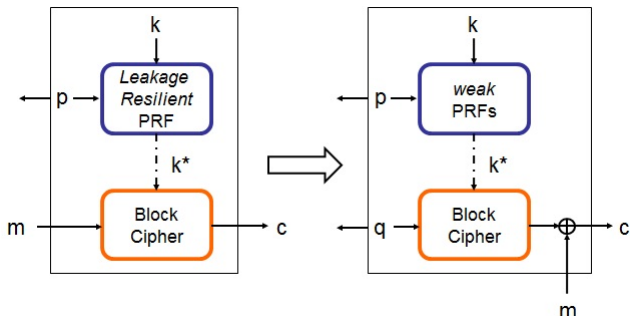 k
Leakage
Resilient
PRF
p
k*
Block
Cipher
m
c
k
weak
PRFs
p
k*
Block
Cipher
q
c
m